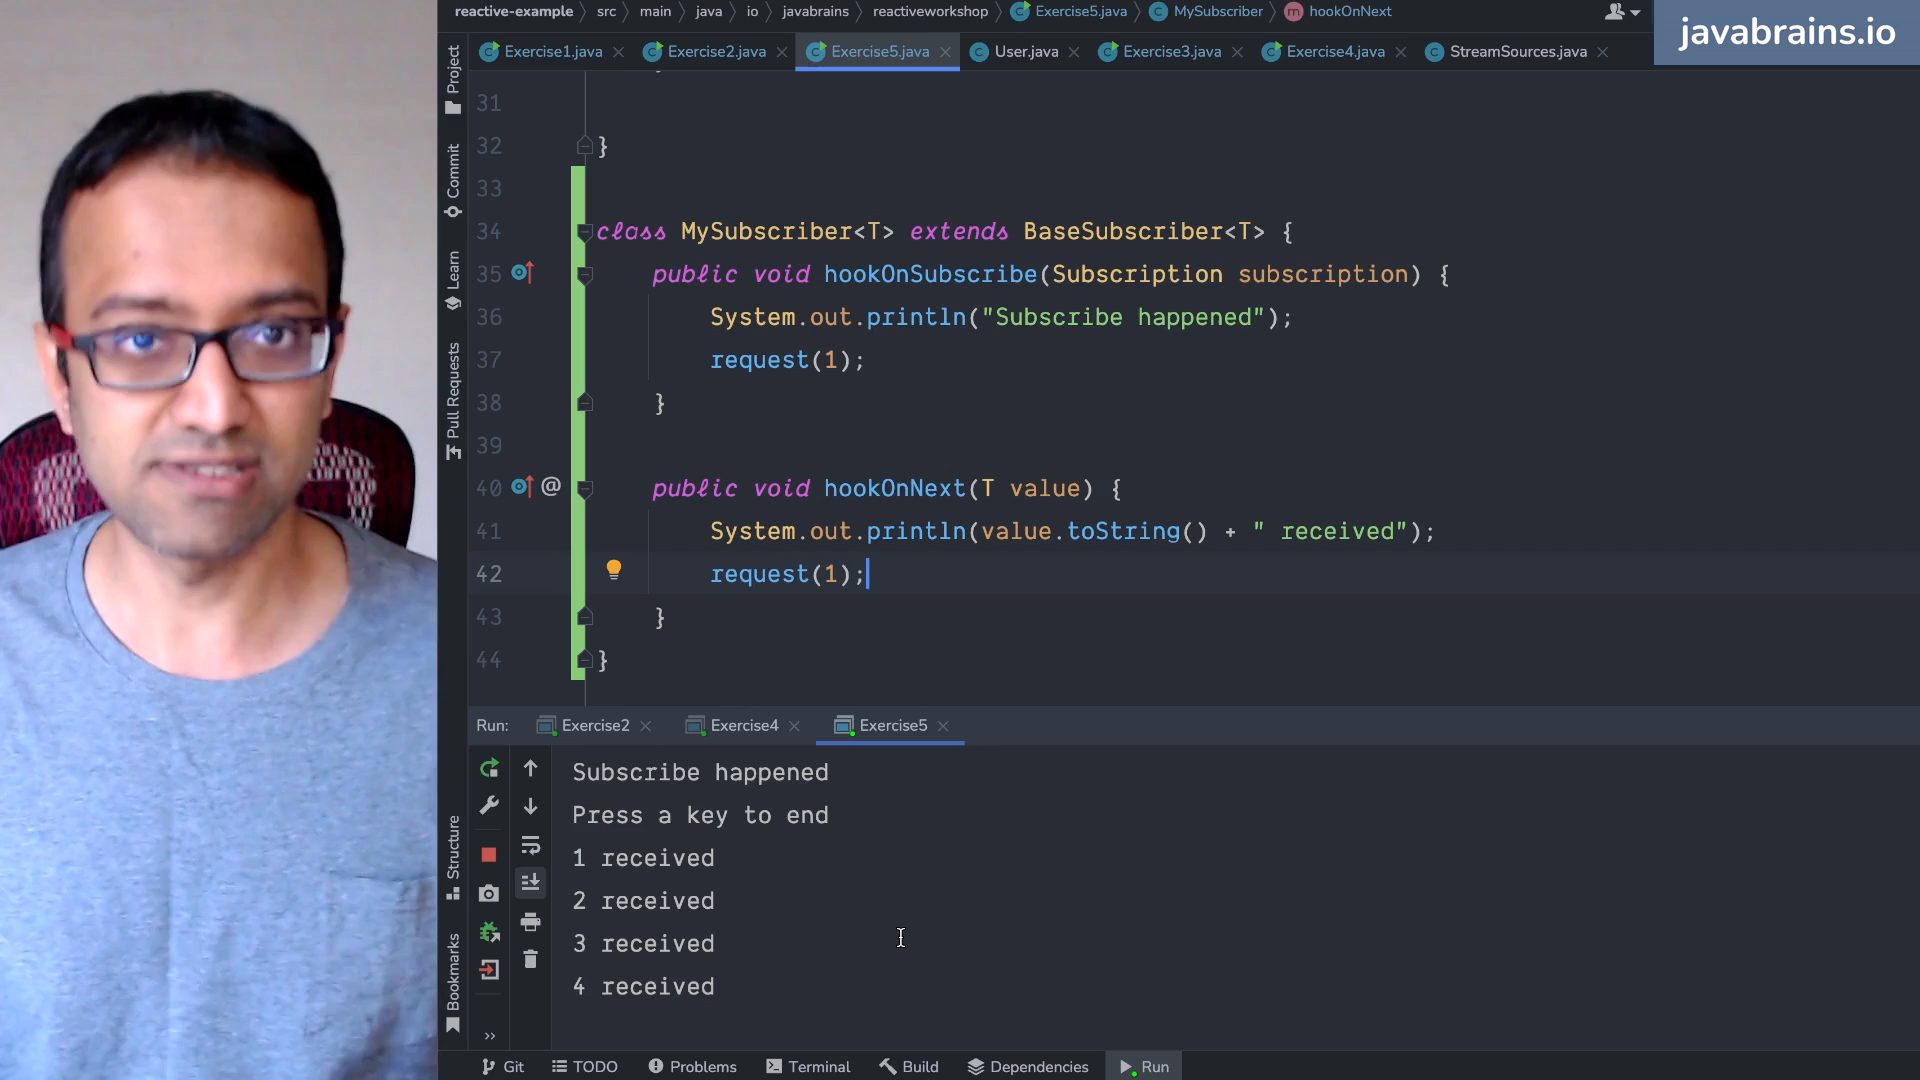 reactive-example > src > main > java > io > javabrains > reactiveworkshop > Exercise5.java > MySubscriber > hookOnNext
javabrains.io
Exercise1.java Exercise2.java Exercise5.java User.java Exercise3.java Exercise4.java StreamSources.java
Project
Commit
Learn
Pull Requests
Structure
Bookmarks
31
32 }
33
34 class MySubscriber<T> extends BaseSubscriber<T> {
35 public void hookOnSubscribe(Subscription subscription) {
36 System.out.println("Subscribe happened");
37 request(1);
38 }
39
40 @ public void hookOnNext(T value) {
41 System.out.println(value.toString() + " received");
42 request(1);
43 }
44 }
Run: Exercise2 Exercise4 Exercise5
Subscribe happened
Press a key to end
1 received
2 received
3 received
4 received
Git TODO Problems Terminal Build Dependencies Run